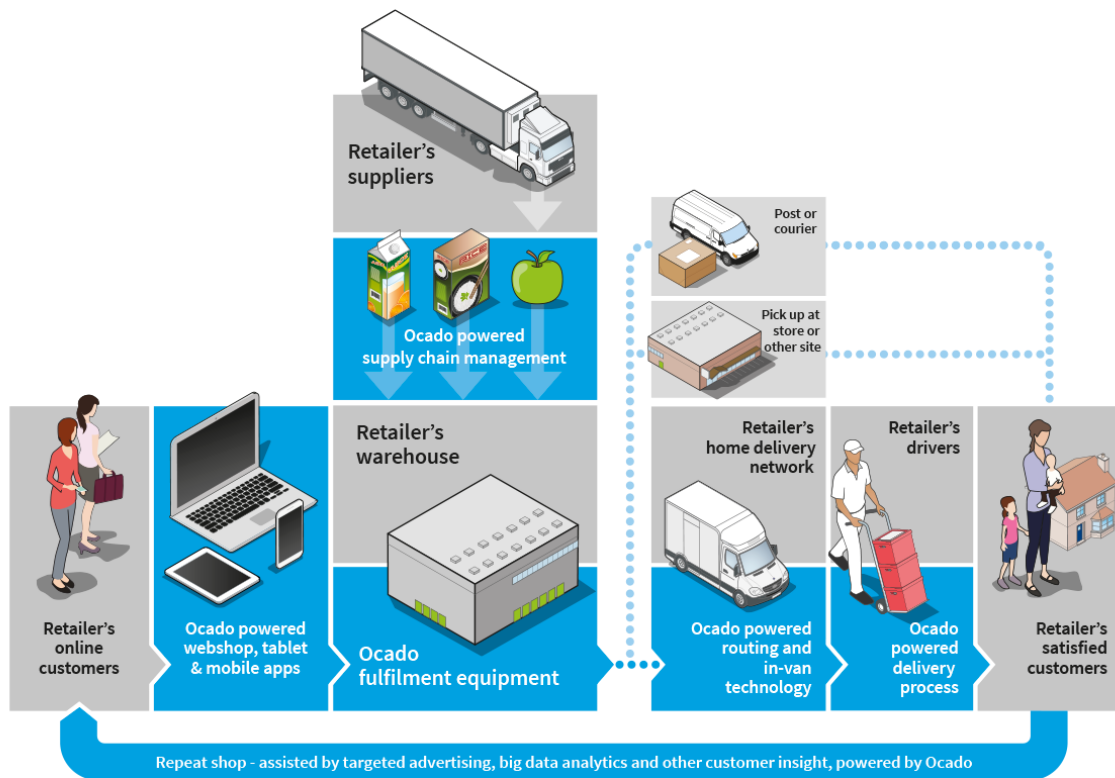 Retailer's
suppliers
Ocado powered
supply chain management
Post or
courier
Pick up at
store or
other site
Retailer's
warehouse
Retailer's
home delivery
network
Retailer's
drivers
Retailer's
online
customers
Ocado powered
webshop, tablet
& mobile apps
Ocado
fulfilment equipment
Ocado powered
routing and
in-van
technology
Ocado
powered
delivery
process
Retailer's
satisfied
customers
Repeat shop - assisted by targeted advertising, big data analytics and other customer insight, powered by Ocado